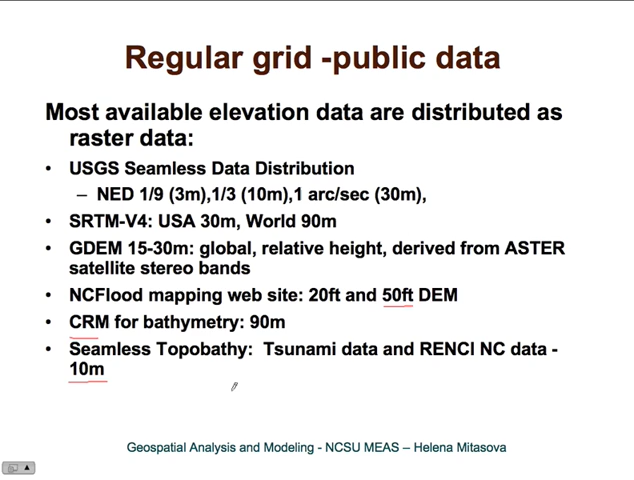 Regular grid -public data
Most available elevation data are distributed as
raster data:
• USGS Seamless Data Distribution
– NED 1/9 (3m),1/3 (10m),1 arc/sec (30m),
• SRTM-V4: USA 30m, World 90m
• GDEM 15-30m: global, relative height, derived from ASTER
satellite stereo bands
• NCFlood mapping web site: 20ft and 50ft DEM
• CRM for bathymetry: 90m
• Seamless Topobathy:  Tsunami data and RENCI NC data -
10m
Geospatial Analysis and Modeling - NCSU MEAS – Helena Mitasova